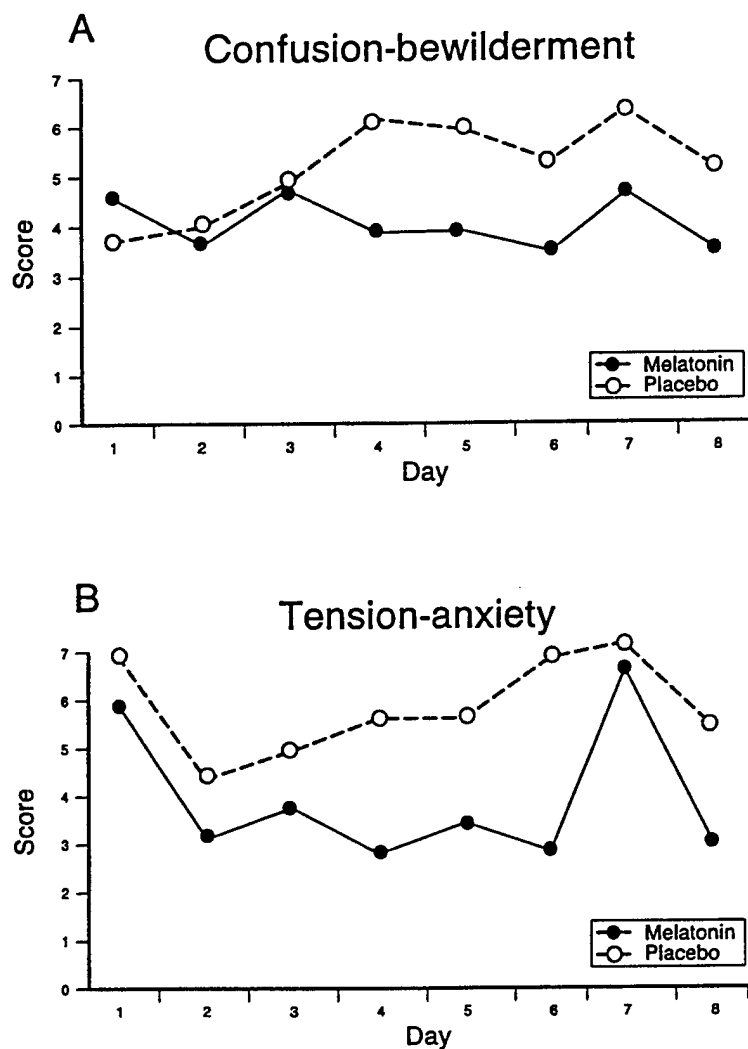 A
Confusion-bewilderment
7
6
5
4
3
2
1
0
Score
Melatonin
Placebo
1 2 3 4 5 6 7 8
Day
B
Tension-anxiety
7
6
5
4
3
2
1
0
Score
Melatonin
Placebo
1 2 3 4 5 6 7 8
Day